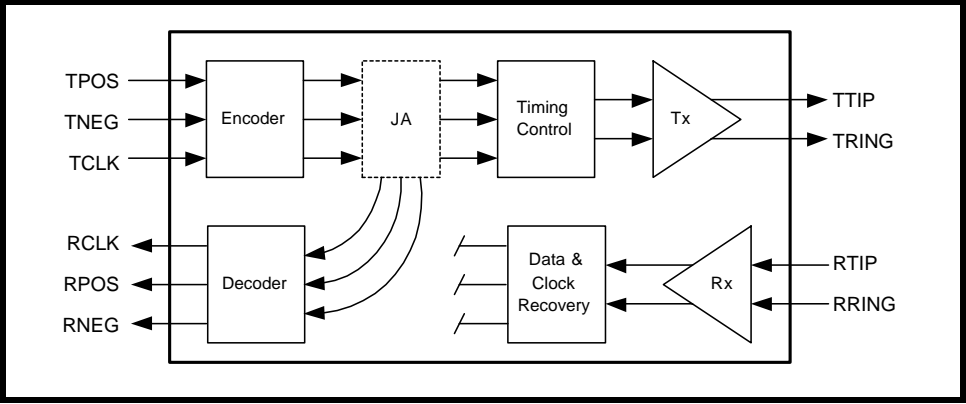 TPOS
TNEG
TCLK
Encoder
JA
Timing
Control
Tx
TTIP
TRING
RCLK
RPOS
RNEG
Decoder
Data &
Clock
Recovery
Rx
RTIP
RRING